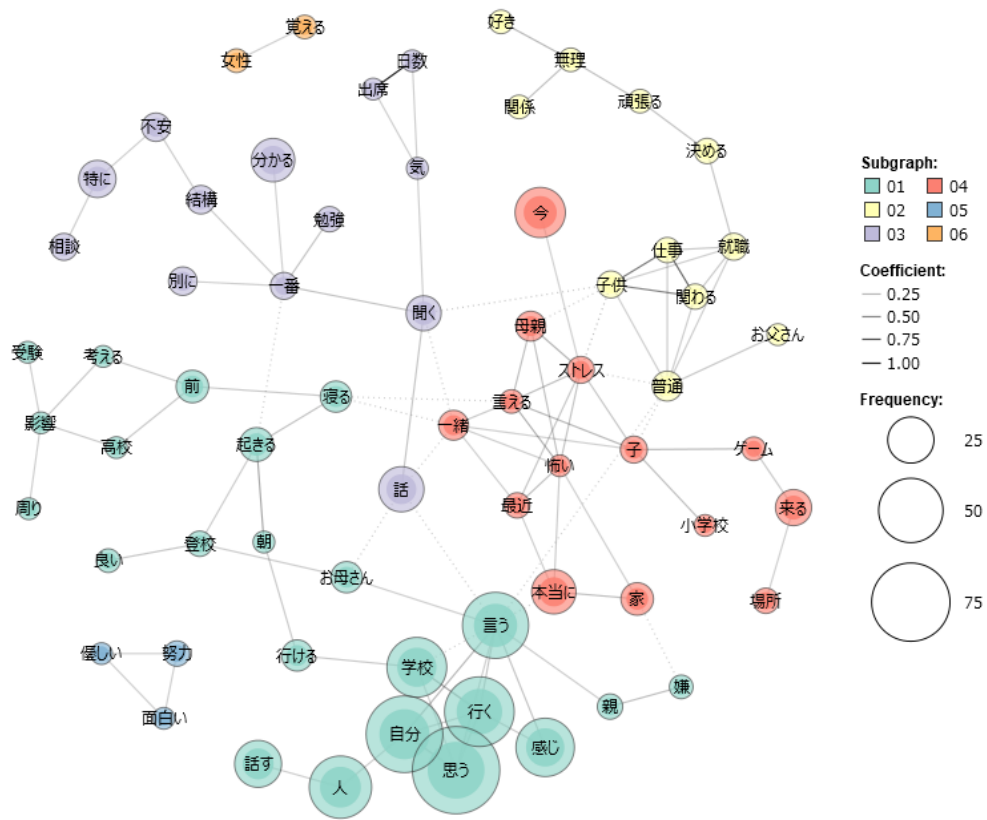 覚える
女性
好き
日数
無理
出席
関係
頑張る
不安
決める
分かる
気
特に
結構
勉強
今
相談
仕事
就職
別に
一番
子供
関わる
聞く
母親
お父さん
受験
考える
前
ストレス
普通
寝る
言える
影響
高校
起きる
一緒
子
ゲーム
怖い
話
周り
最近
来る
小学校
登校
朝
良い
お母さん
本当に
家
場所
言う
優しい
努力
行ける
学校
嫌
親
面白い
行く
自分
感じ
話す
人
思う
Subgraph:
01 04
02 05
03 06
Coefficient:
0.25
0.50
0.75
1.00
Frequency:
25
50
75